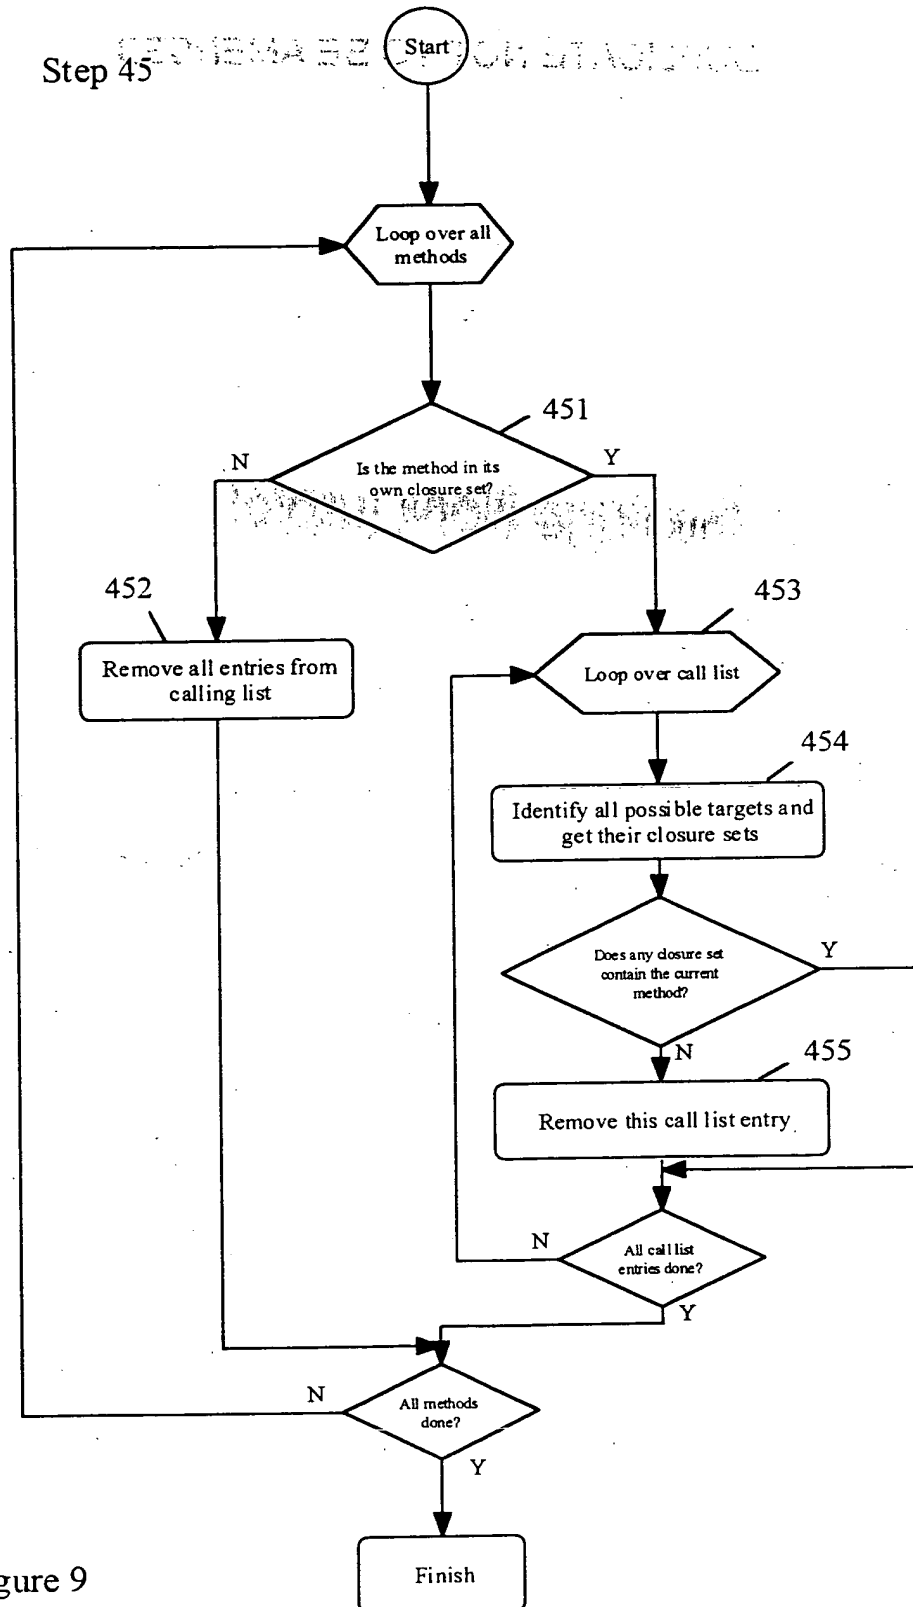 Start
Step 45
Loop over all
methods
451
N
Y
Is the method in its
own closure set?
452
453
Remove all entries from
calling list
Loop over call list
454
Identify all possible targets and
get their closure sets
Does any closure set
contain the current
method?
Y
N
455
Remove this call list entry
N
All call list
entries done?
Y
N
All methods
done?
Y
Finish
gure 9